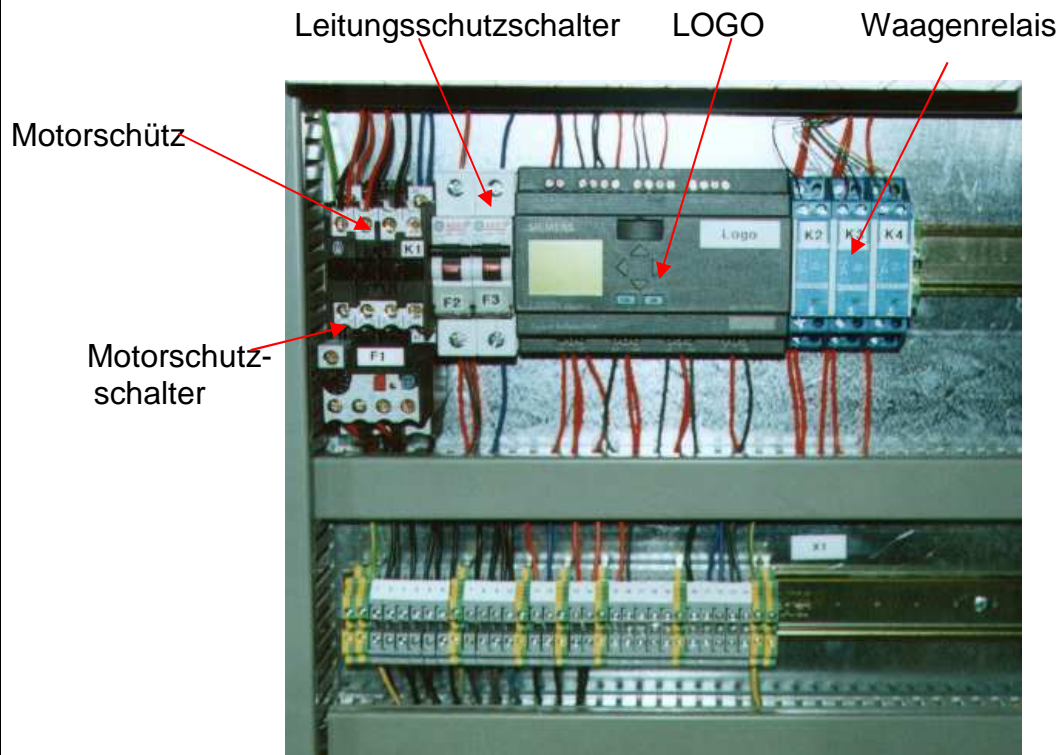 Leitungsschutzschalter LOGO Waagenrelais
Motorschütz
Motorschutz-
schalter
K1
F1
F2 F3
SIEMENS
Logo
K2 K3 K4
X1